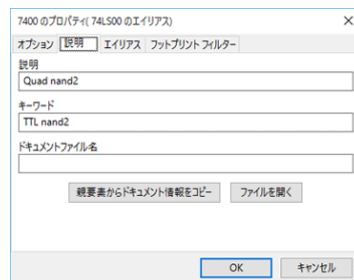 7400 のプロパティ( 74LS00 のエイリアス)
オプション 説明 エイリアス フットプリント フィルター
説明
Quad nand2
キーワード
TTL nand2
ドキュメントファイル名
親要素からドキュメント情報をコピー ファイルを開く
OK キャンセル